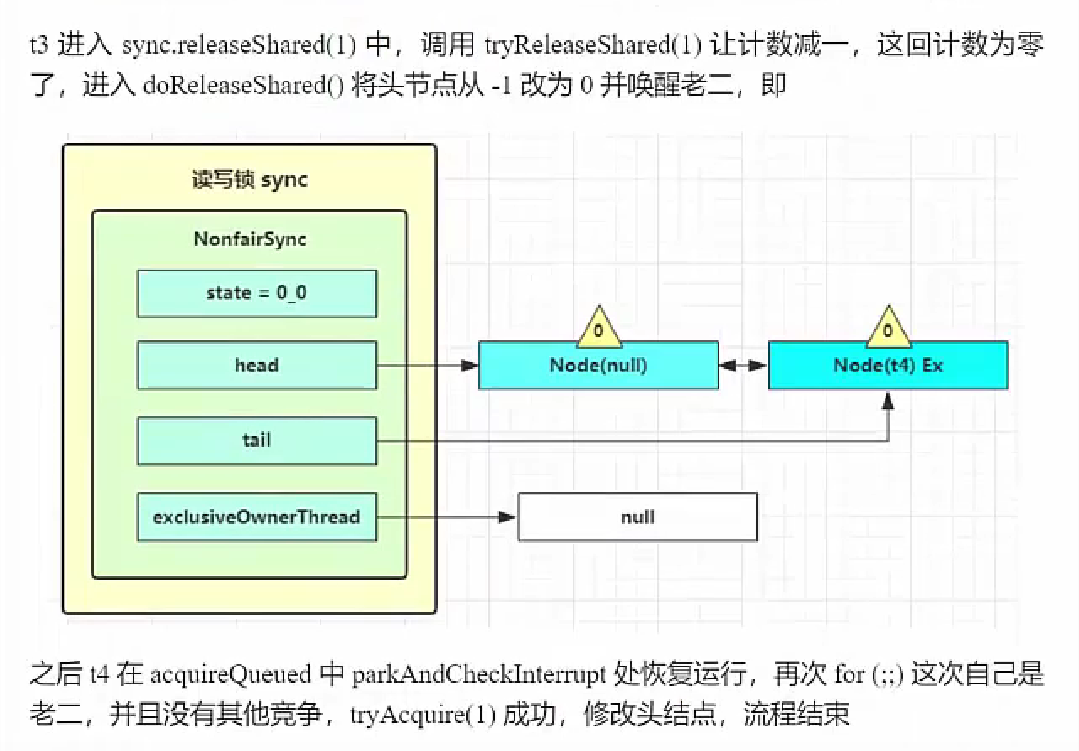 t3 进入 sync.releaseShared(1) 中，调用 tryReleaseShared(1) 让计数减一，这回计数为零
了，进入 doReleaseShared() 将头节点从 -1 改为 0 并唤醒老二，即
读写锁 sync
NonfairSync
state = 0_0
0
0
head
Node(null)
Node(t4) Ex
tail
exclusiveOwnerThread
null
之后 t4 在 acquireQueued 中 parkAndCheckInterrupt 处恢复运行，再次 for (;;) 这次自己是
老二，并且没有其他竞争，tryAcquire(1) 成功，修改头结点，流程结束